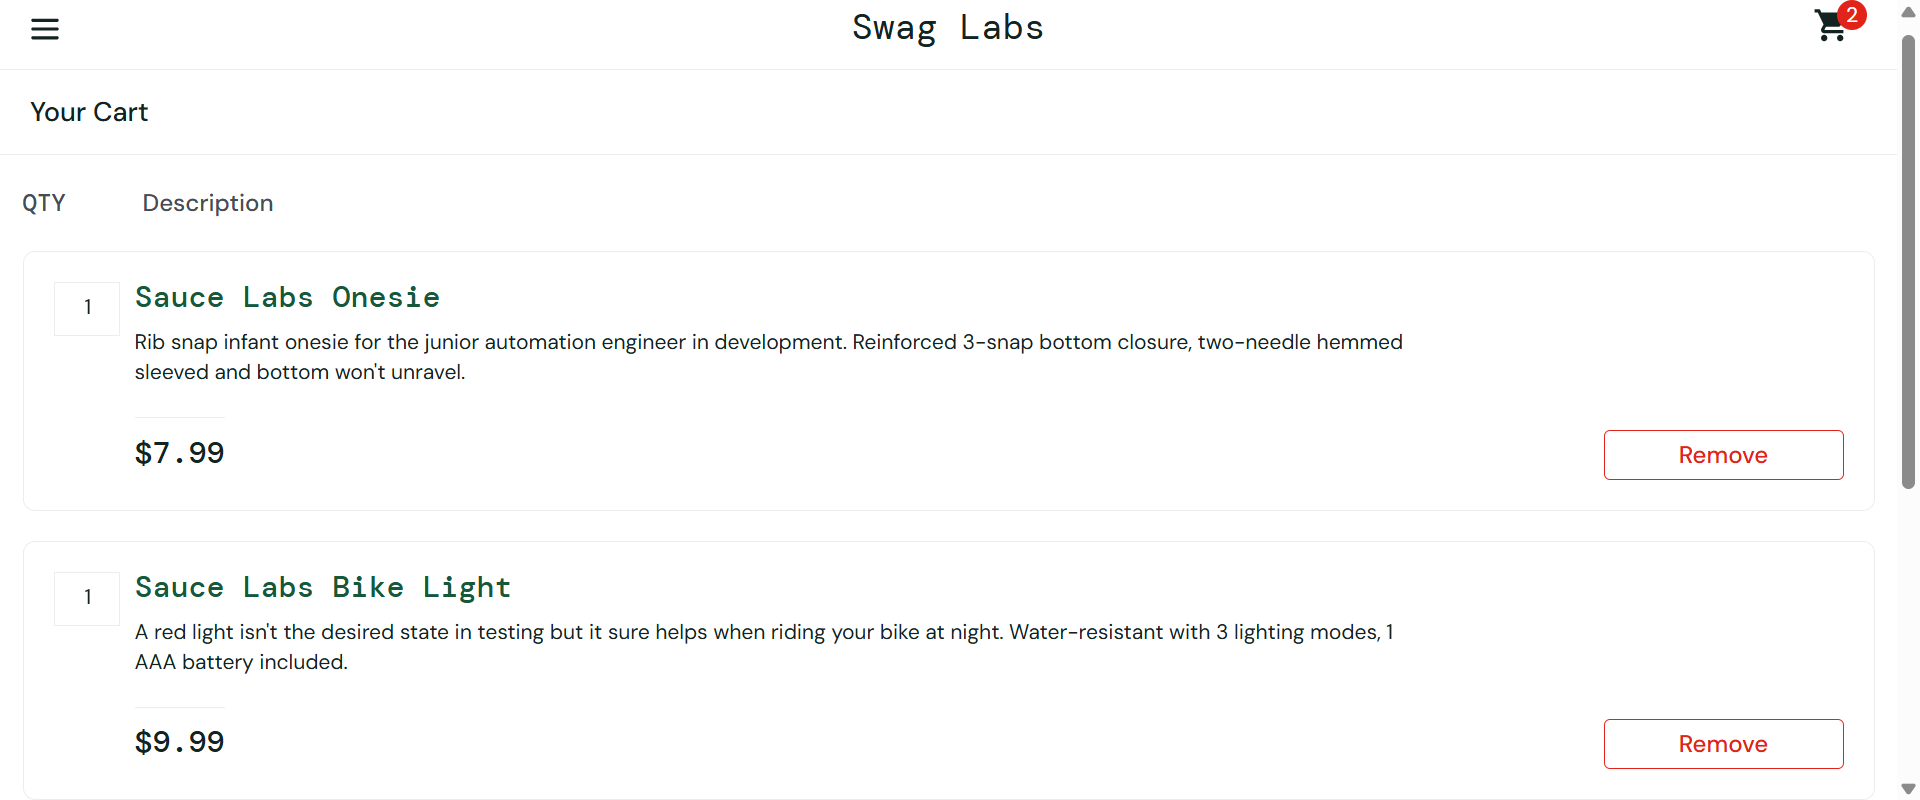 Swag Labs
2
Your Cart
QTY Description
1
Sauce Labs Onesie
Rib snap infant onesie for the junior automation engineer in development. Reinforced 3-snap bottom closure, two-needle hemmed
sleeved and bottom won't unravel.
$7.99
Remove
1
Sauce Labs Bike Light
A red light isn't the desired state in testing but it sure helps when riding your bike at night. Water-resistant with 3 lighting modes, 1
AAA battery included.
$9.99
Remove